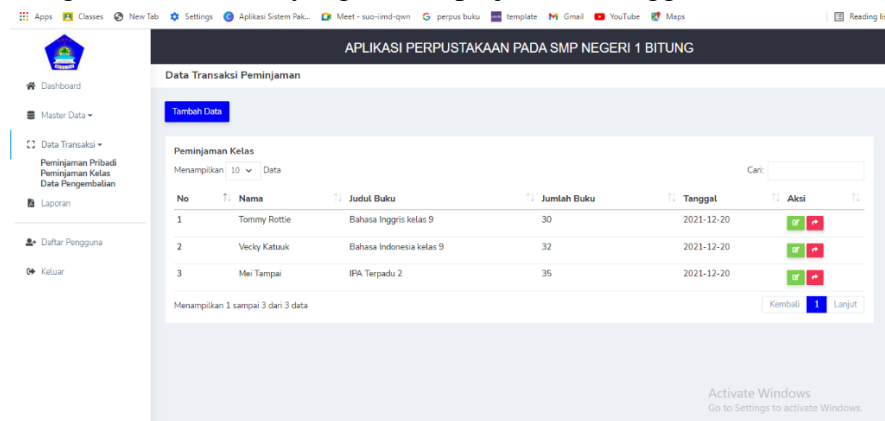 Apps Classes New Tab Settings Aplikasi Sistem Pak... Meet - suo-iimd-qwn perpus buku template Gmail YouTube Maps Reading li
APLIKASI PERPUSTAKAAN PADA SMP NEGERI 1 BITUNG
Data Transaksi Peminjaman
Dashboard
Master Data
Data Transaksi
Peminjaman Pribadi
Peminjaman Kelas
Data Pengembalian
Laporan
Daftar Pengguna
Keluar
Tambah Data
Peminjaman Kelas
Menampilkan 10 Data Cari:
No Nama Judul Buku Jumlah Buku Tanggal Aksi
1 Tommy Rottie Bahasa Inggris kelas 9 30 2021-12-20
2 Vecky Katuuk Bahasa Indonesia kelas 9 32 2021-12-20
3 Mei Tampai IPA Terpadu 2 35 2021-12-20
Menampilkan 1 sampai 3 dari 3 data Kembali 1 Lanjut
Activate Windows
Go to Settings to activate Windows.